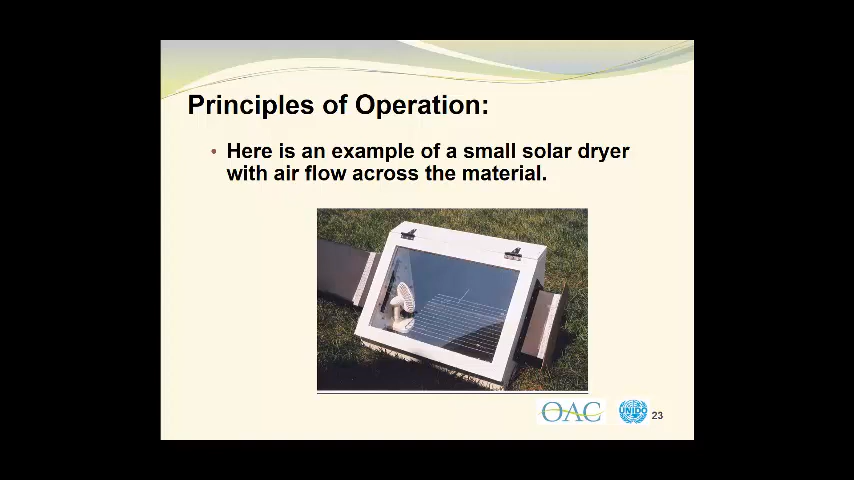 Principles of Operation:
• Here is an example of a small solar dryer
with air flow across the material.
OAC
UNIDO
23